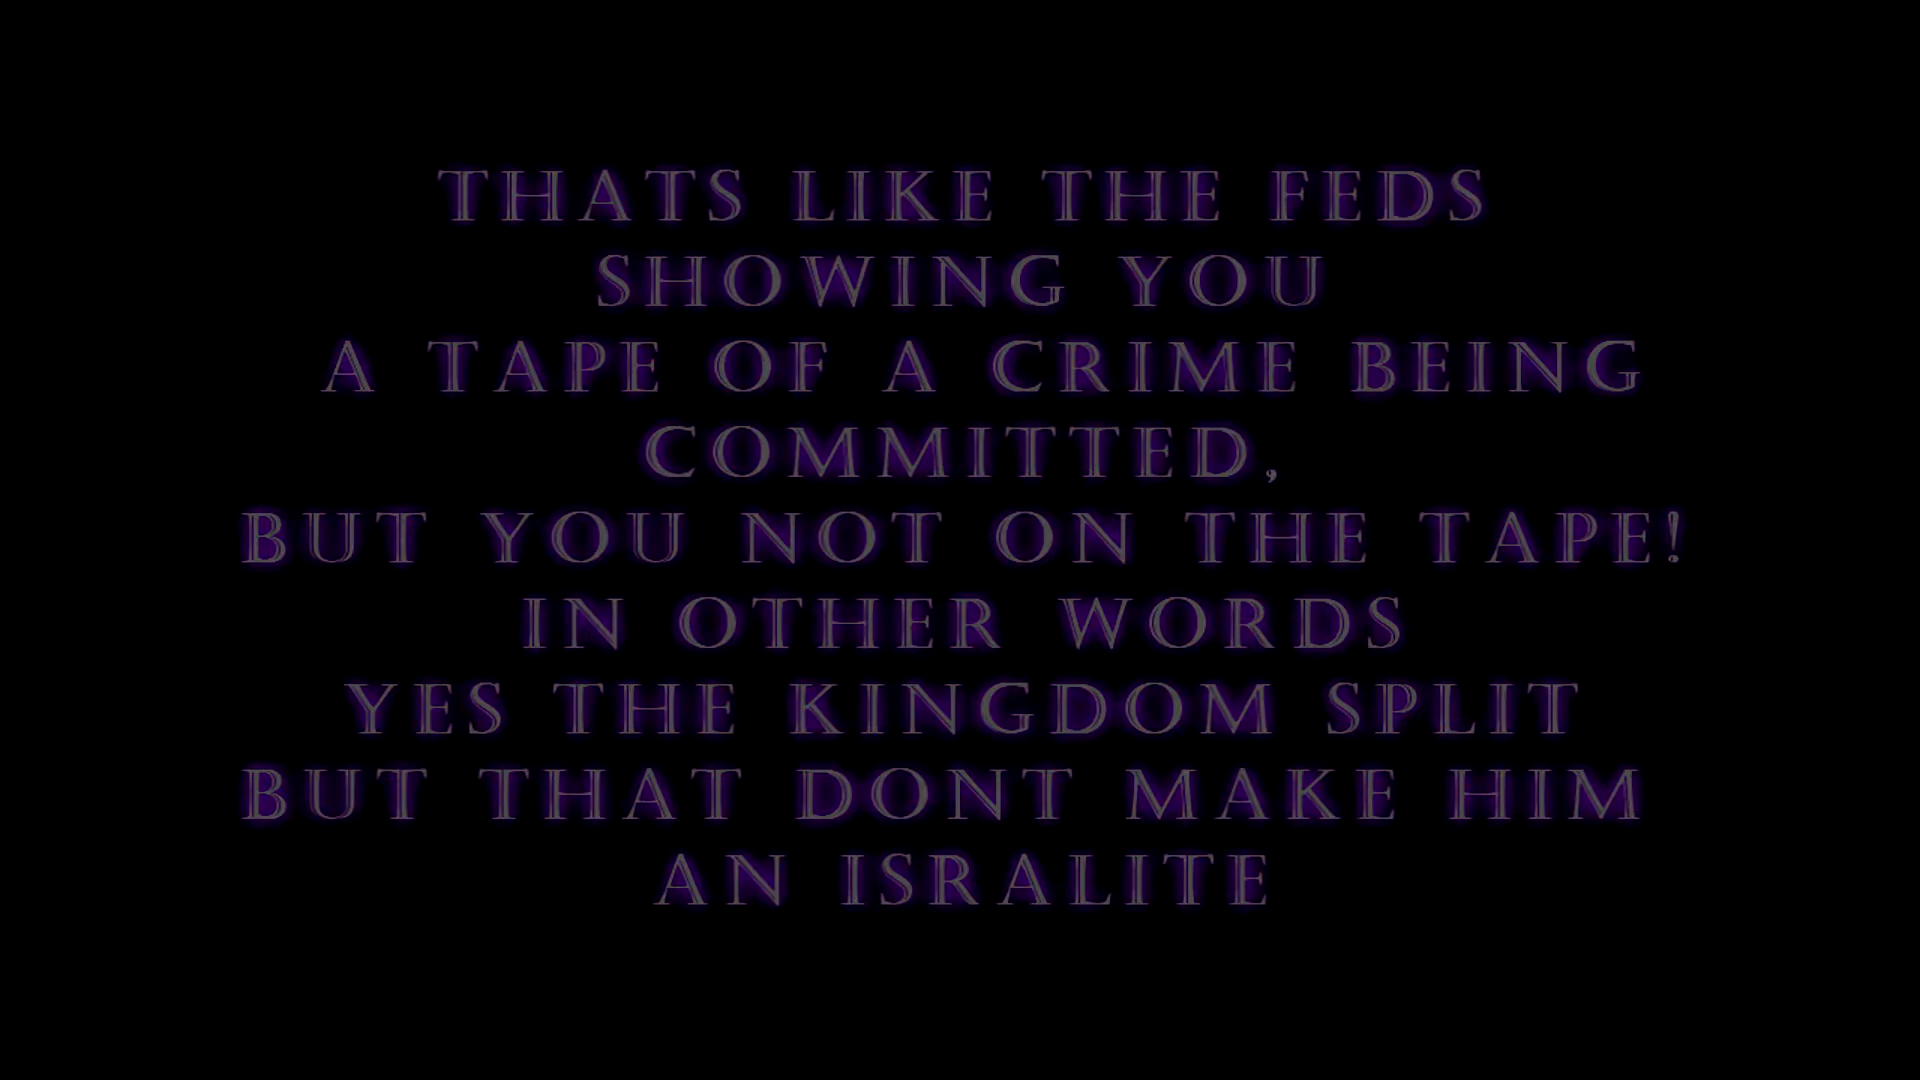 THATS LIKE THE FEDS
SHOWING YOU
A TAPE OF A CRIME BEING
COMMITTED,
BUT YOU NOT ON THE TAPE!
IN OTHER WORDS
YES THE KINGDOM SPLIT
BUT THAT DONT MAKE HIM
AN ISRALITE